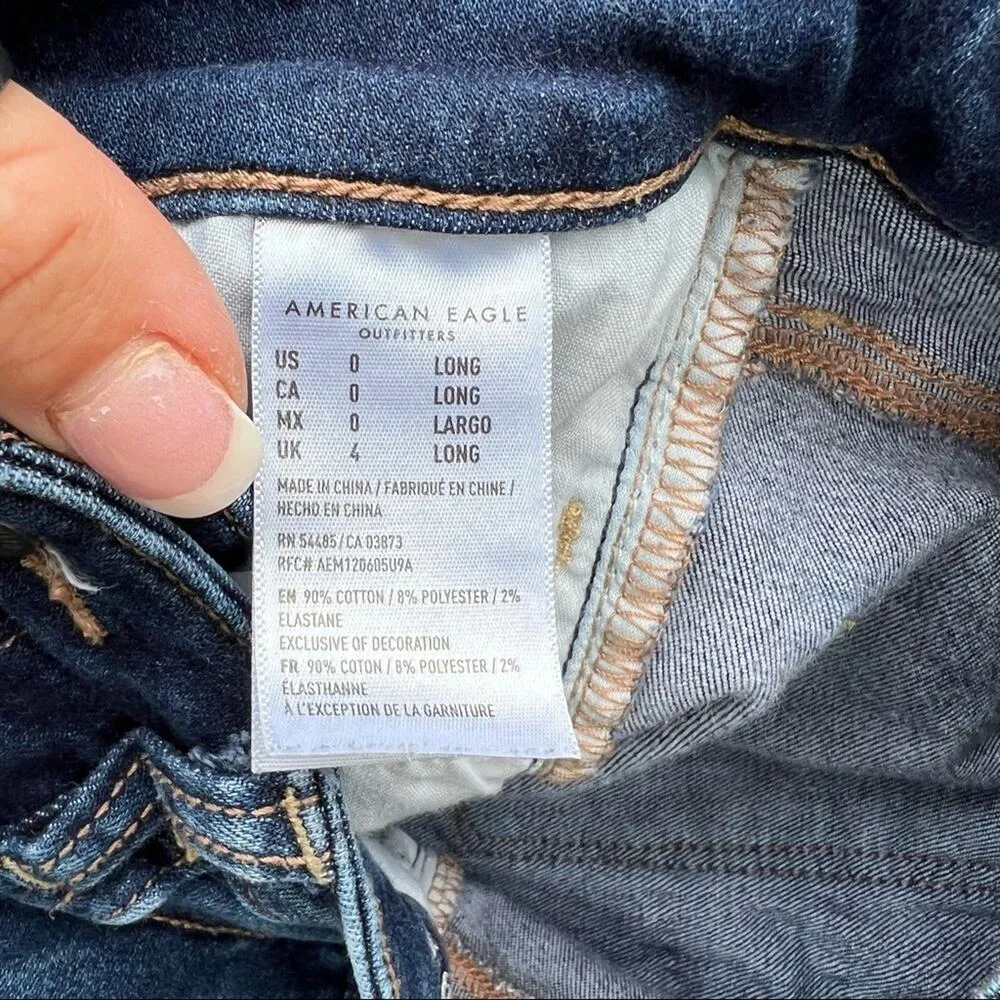 AMERICAN EAGLE
OUTFITTERS
US 0 LONG
CA 0 LONG
MX 0 LARGO
UK 4 LONG
MADE IN CHINA / FABRIQUÉ EN CHINE /
HECHO EN CHINA
RN 54485 / CA 03873
RFC# AEM120605U9A
EN 90% COTTON / 8% POLYESTER / 2%
ELASTANE
EXCLUSIVE OF DECORATION
FR 90% COTON / 8% POLYESTER / 2%
ÉLASTHANNE
À L'EXCEPTION DE LA GARNITURE